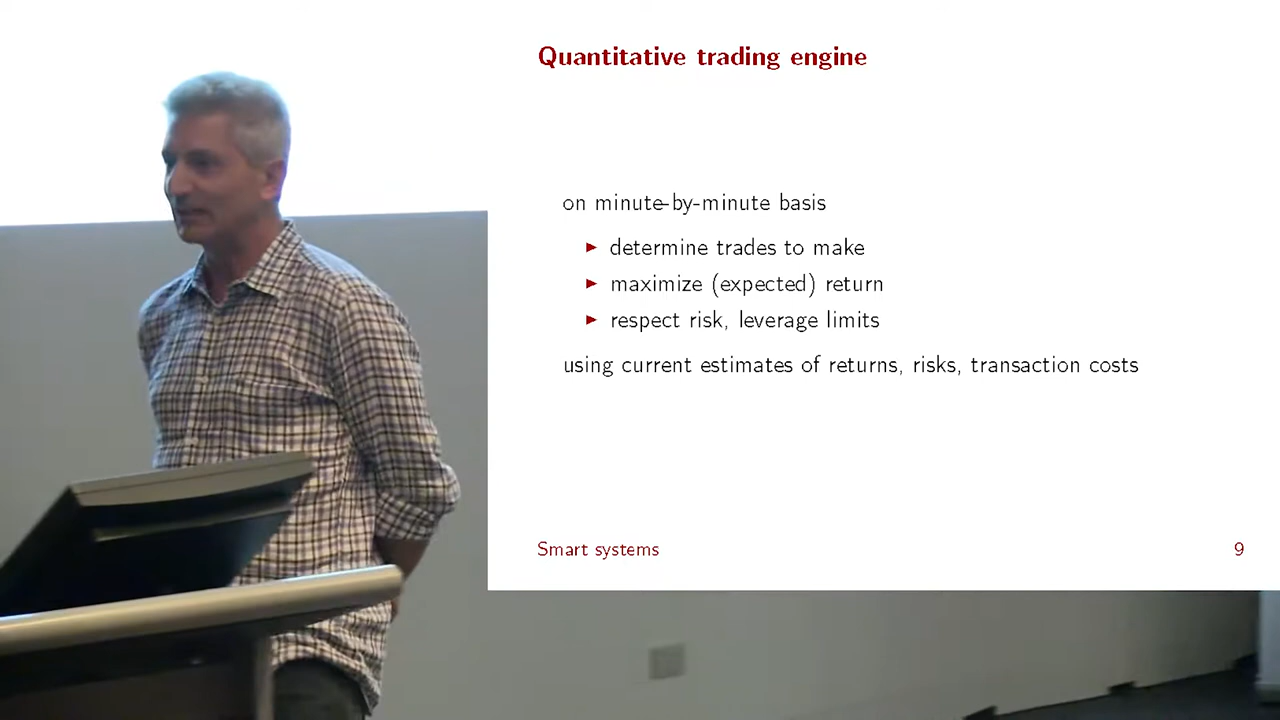 Quantitative trading engine
on minute-by-minute basis
► determine trades to make
► maximize (expected) return
► respect risk, leverage limits
using current estimates of returns, risks, transaction costs
Smart systems 9